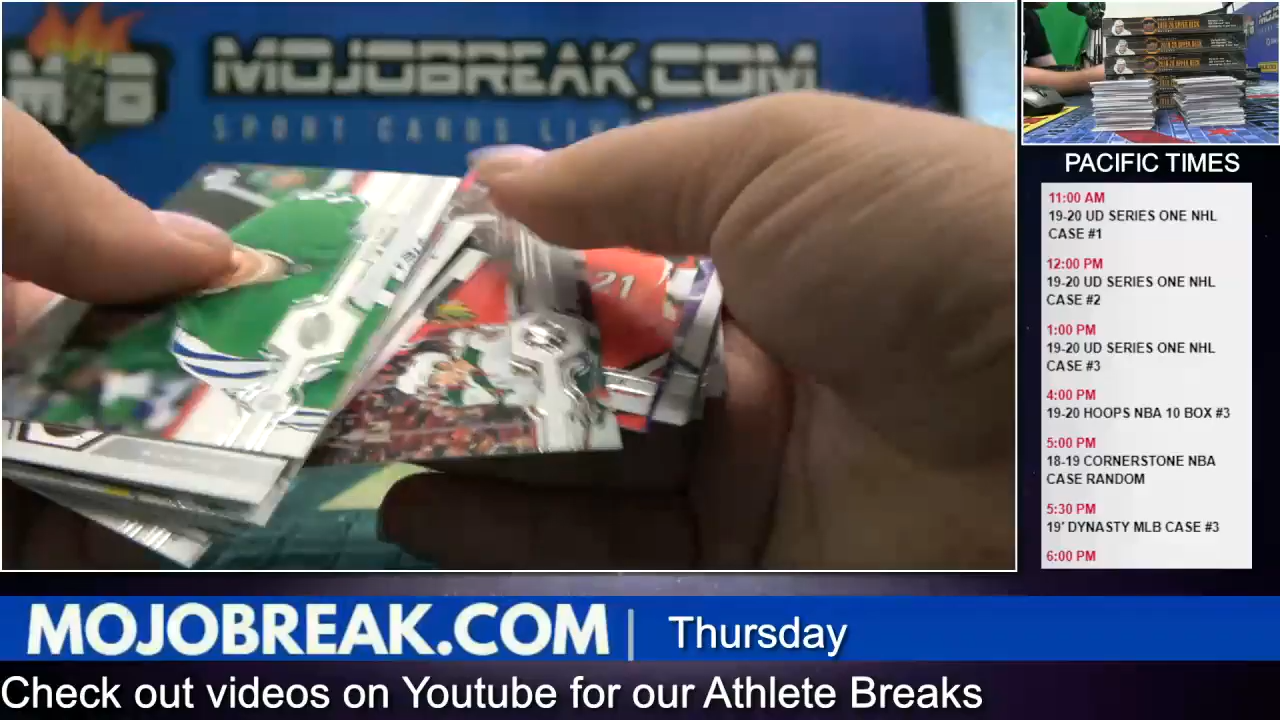 MB
MOJOBREAK.COM
SPORT CARDS
21
PACIFIC TIMES
11:00 AM
19-20 UD SERIES ONE NHL
CASE #1
12:00 PM
19-20 UD SERIES ONE NHL
CASE #2
1:00 PM
19-20 UD SERIES ONE NHL
CASE #3
4:00 PM
19-20 HOOPS NBA 10 BOX #3
5:00 PM
18-19 CORNERSTONE NBA
CASE RANDOM
5:30 PM
19' DYNASTY MLB CASE #3
6:00 PM
MOJOBREAK.COM | Thursday
Check out videos on Youtube for our Athlete Breaks